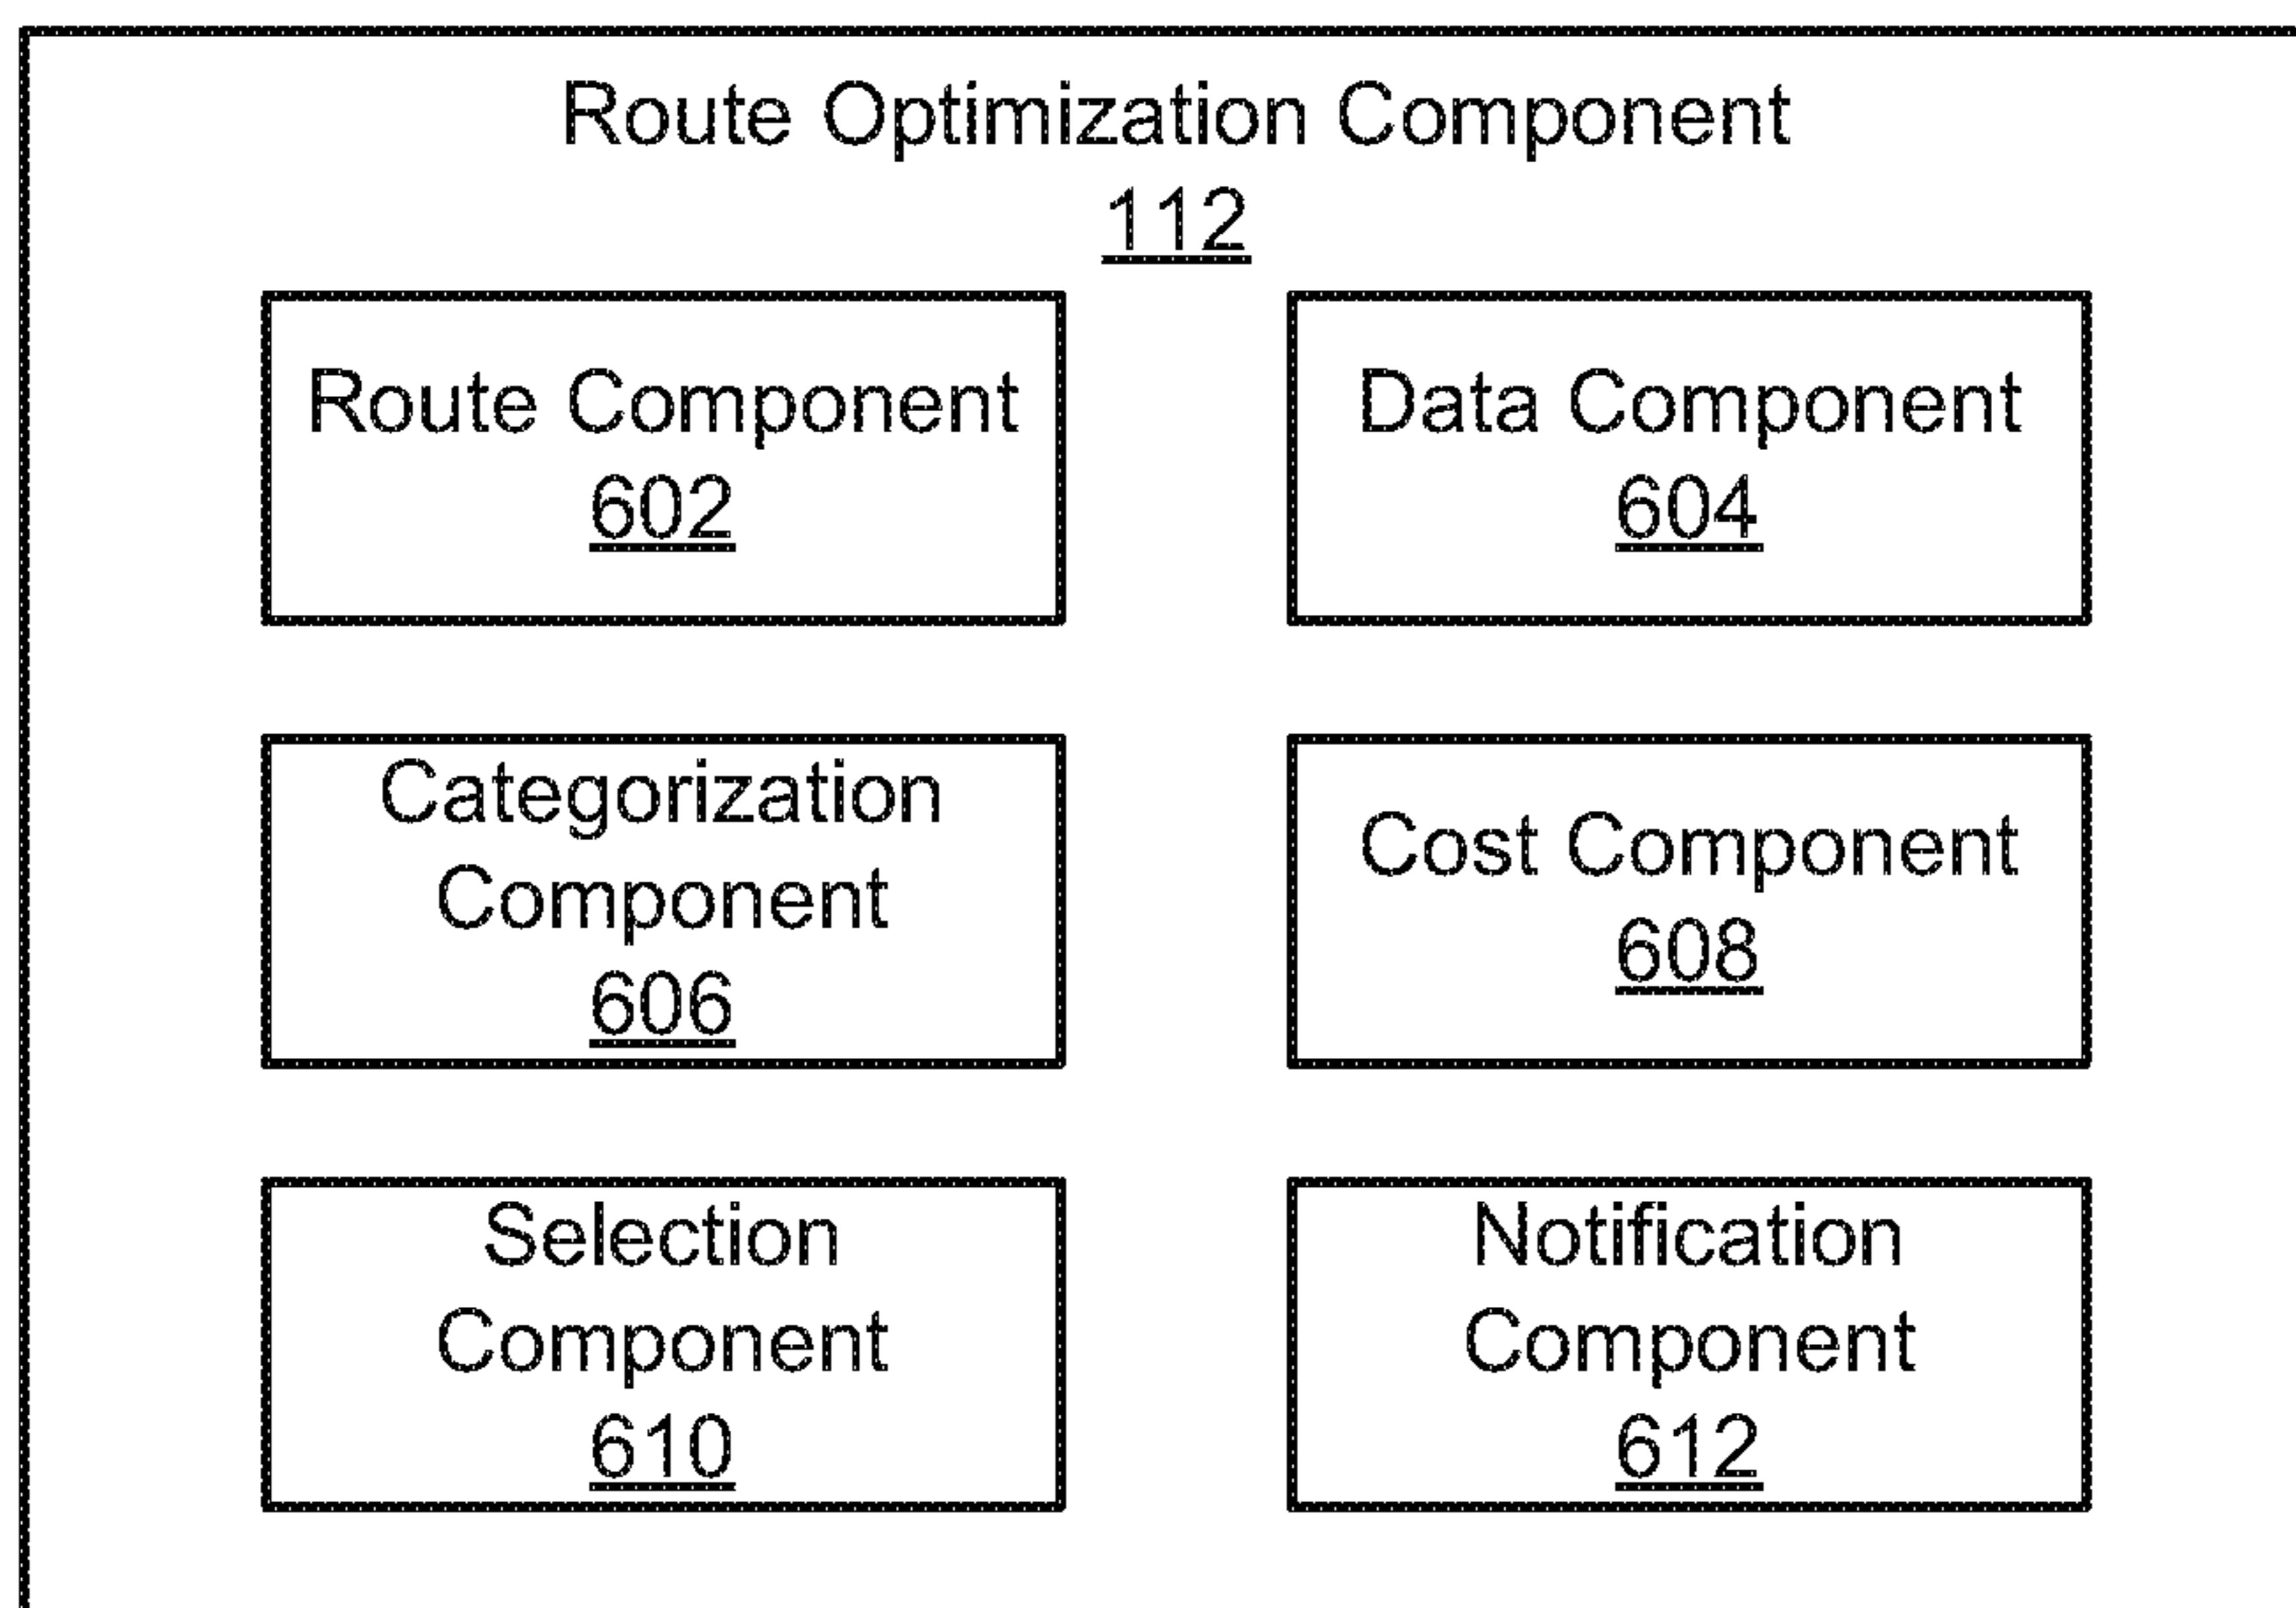 Route Optimization Component
112
Route Component
602
Data Component
604
Categorization
Component
606
Cost Component
608
Selection
Component
610
Notification
Component
612